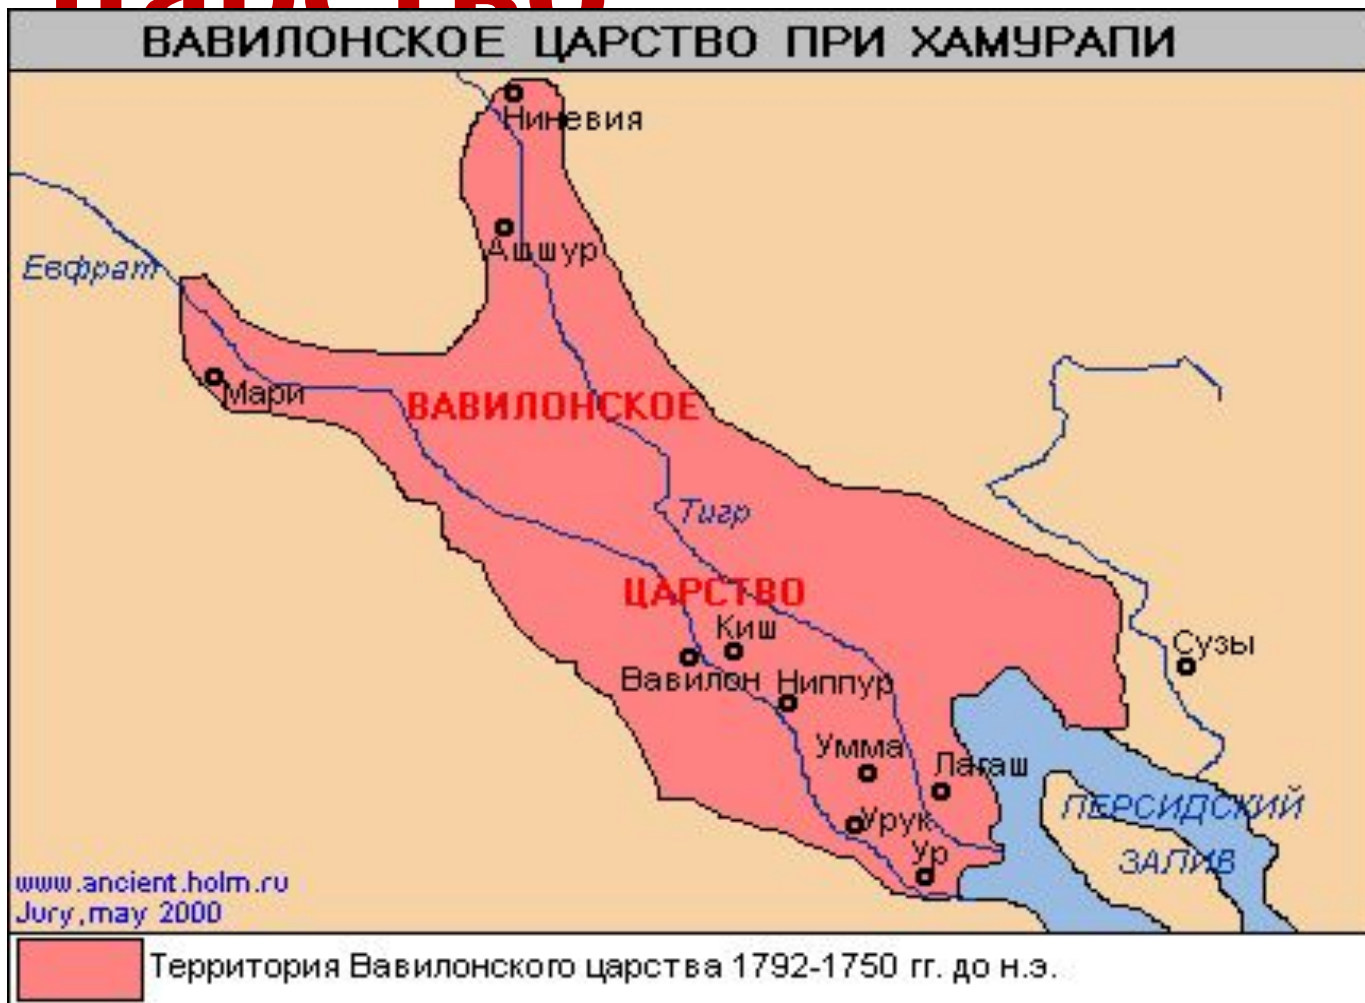 царство
ВАВИЛОНСКОЕ ЦАРСТВО ПРИ ХАМУРАПИ
Ниневия
Ашшур
Евфрат
Мари
ВАВИЛОНСКОЕ
Тигр
ЦАРСТВО
Киш
Сузы
Вавилон
Ниппур
Умма
Лагаш
ПЕРСИДСКИЙ
Урук
Ур
ЗАЛИВ
www.ancient.holm.ru
Jury,may 2000
Территория Вавилонского царства 1792-1750 гг. до н.э.